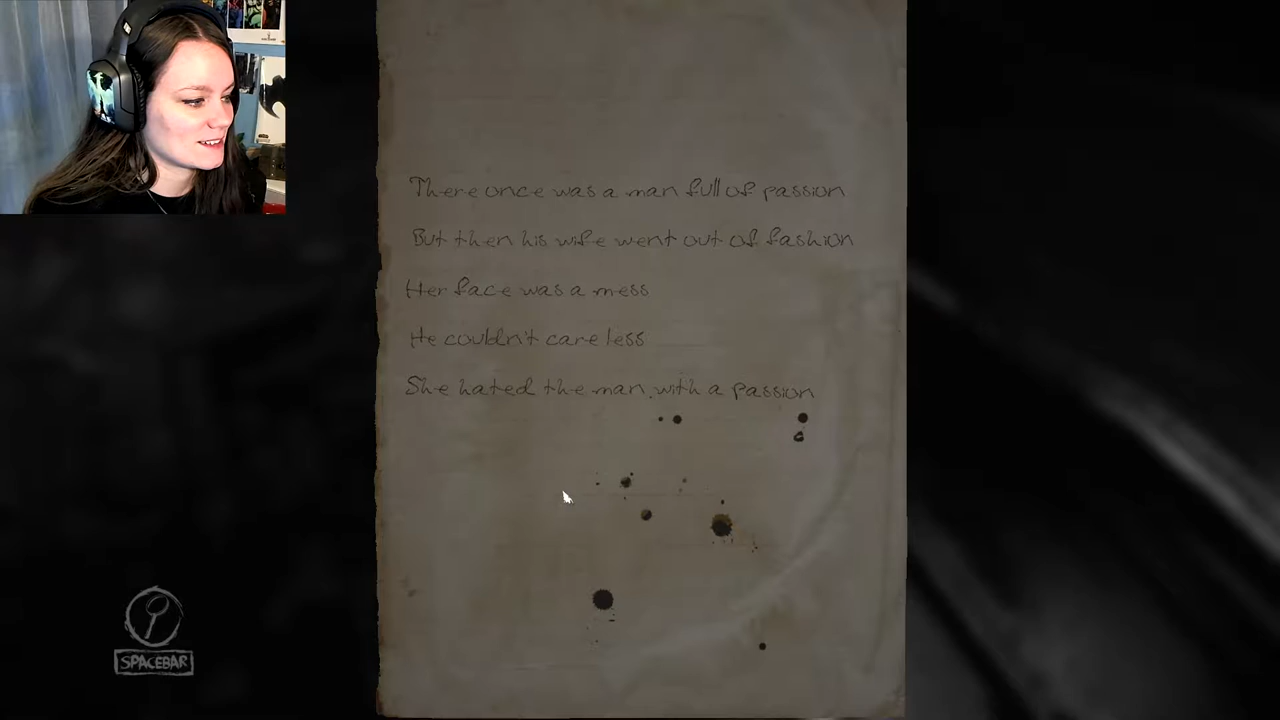 There once was a man full of passion
But then his wife went out of fashion
Her face was a mess
He couldn't care less
She hated the man, with a passion
SPACEBAR